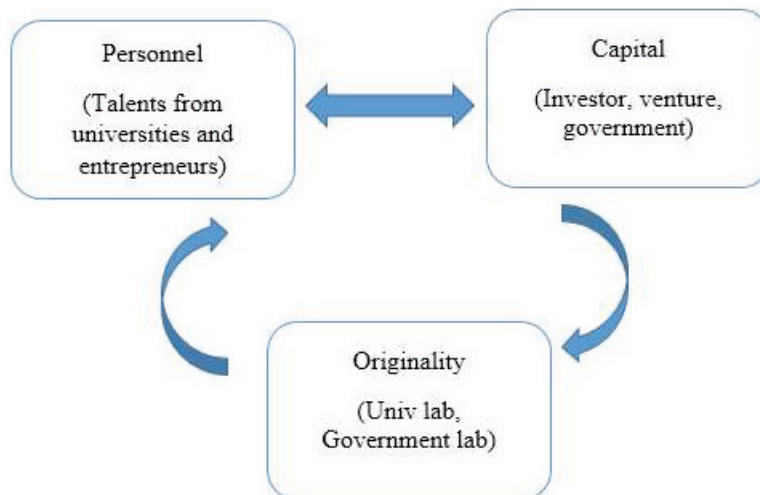 Personnel
(Talents from
universities and
entrepreneurs)
Capital
(Investor, venture,
government)
Originality
(Univ lab,
Government lab)